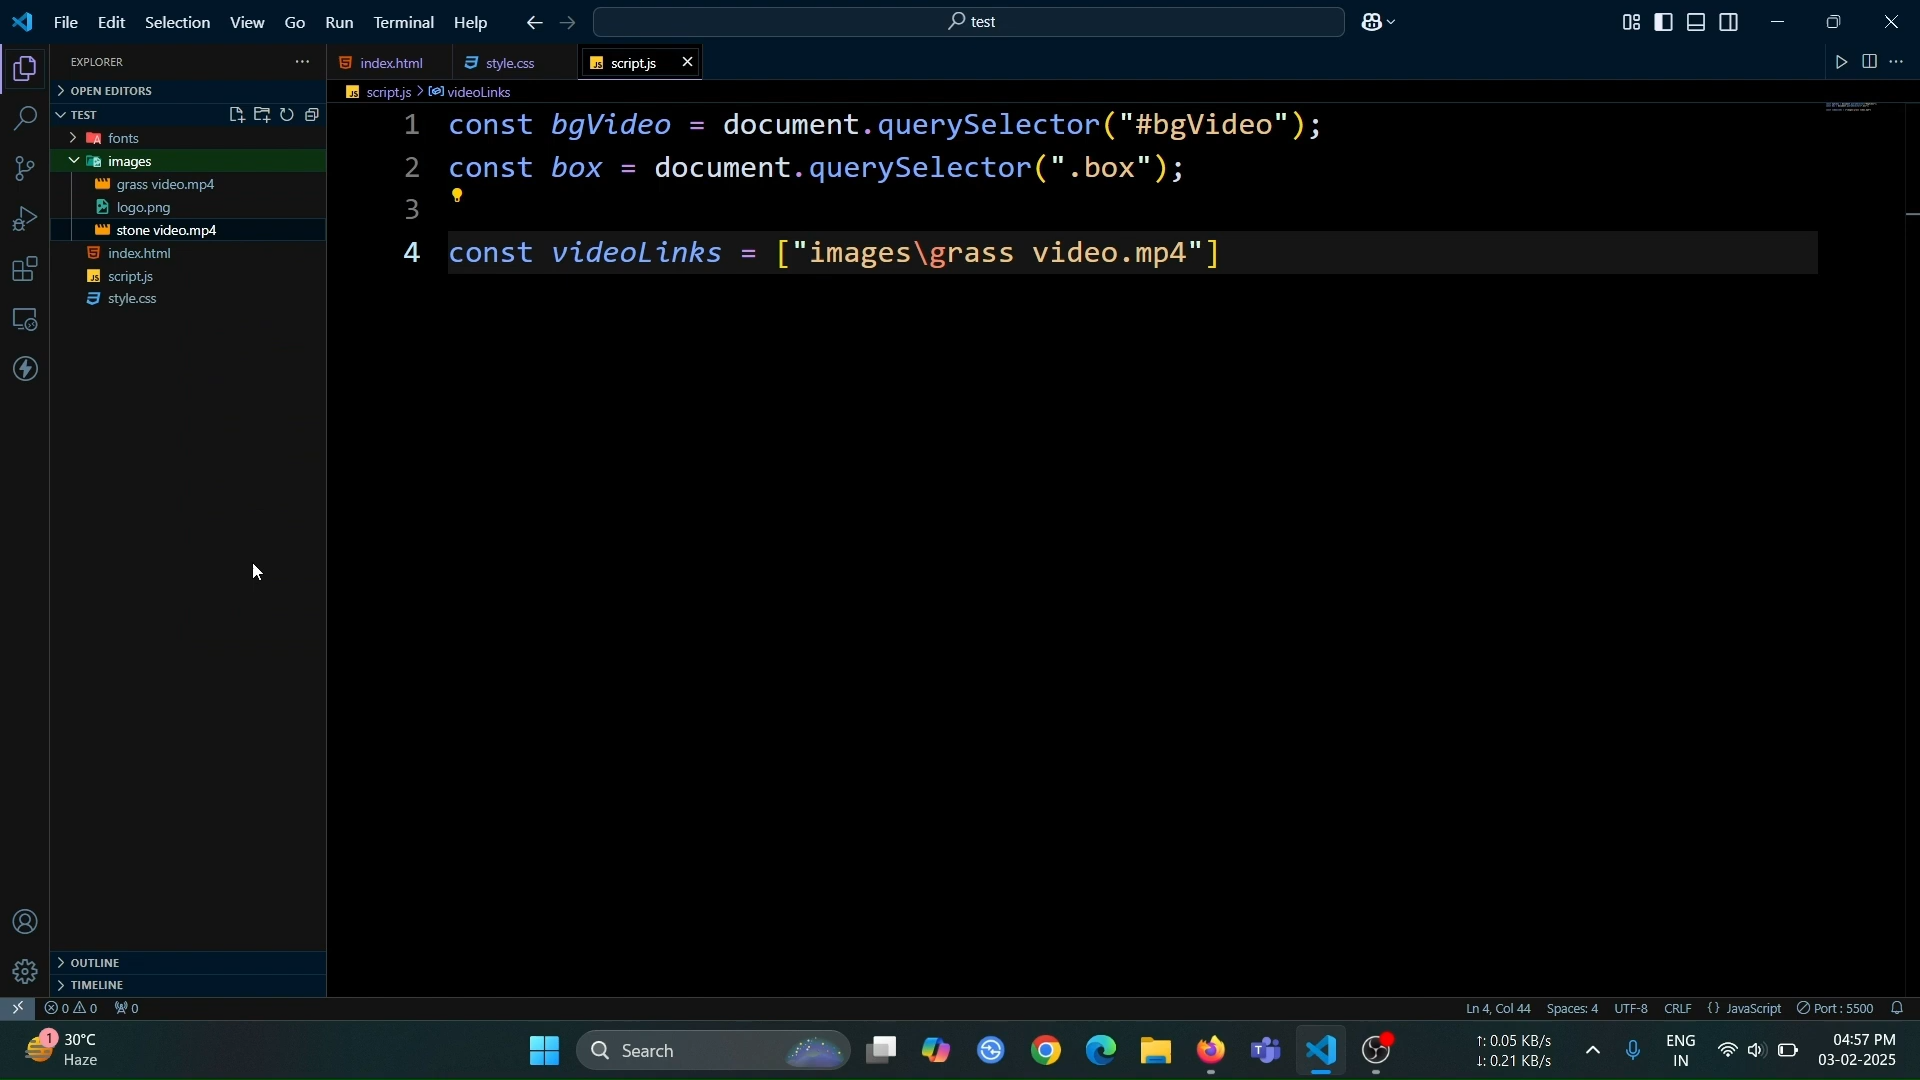 File Edit Selection View Go Run Terminal Help
test
EXPLORER
index.html
style.css
script.js
OPEN EDITORS
script.js > videoLinks
TEST
fonts
images
grass video.mp4
logo.png
stone video.mp4
index.html
script.js
style.css
1 const bgVideo = document.querySelector("#bgVideo");
2 const box = document.querySelector(".box");
3
4 const videoLinks = ["images\grass video.mp4"]
OUTLINE
TIMELINE
0 0 0
Ln 4, Col 44 Spaces: 4 UTF-8 CRLF {} JavaScript Port : 5500
1
30°C
Haze
Search
↑: 0.05 KB/s
↓: 0.21 KB/s
ENG
IN
04:57 PM
03-02-2025